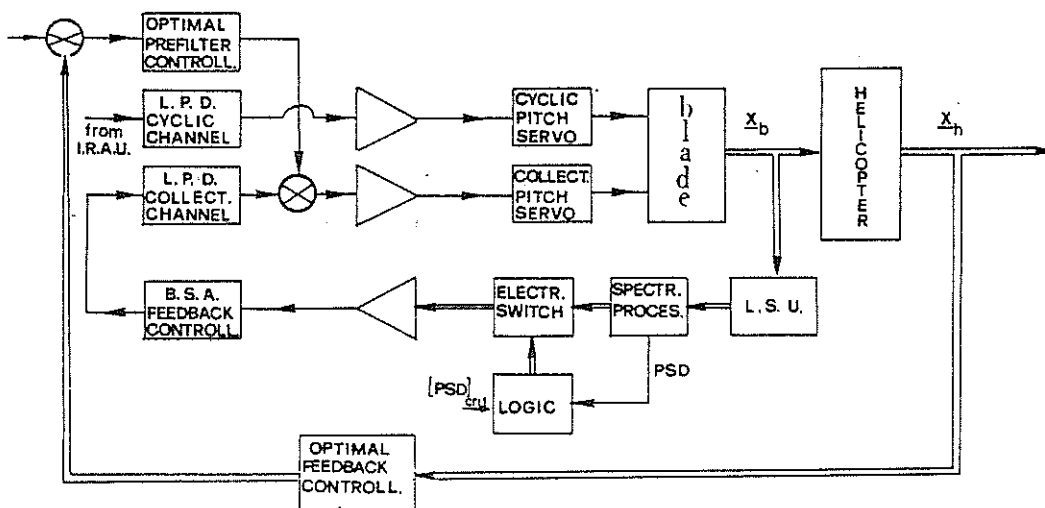 OPTIMAL
PREFILTER
CONTROLL.
L. P. D.
CYCLIC
CHANNEL
from
I.R.A.U.
L. P. D.
COLLECT.
CHANNEL
CYCLIC
PITCH
SERVO
COLLECT.
PITCH
SERVO
blade
x_b
HELICOPTER
x_h
B. S. A.
FEEDBACK
CONTROLL.
ELECTR.
SWITCH
SPECTR.
PROCES.
L. S. U.
PSD
[PSD]cru
LOGIC
OPTIMAL
FEEDBACK
CONTROLL.